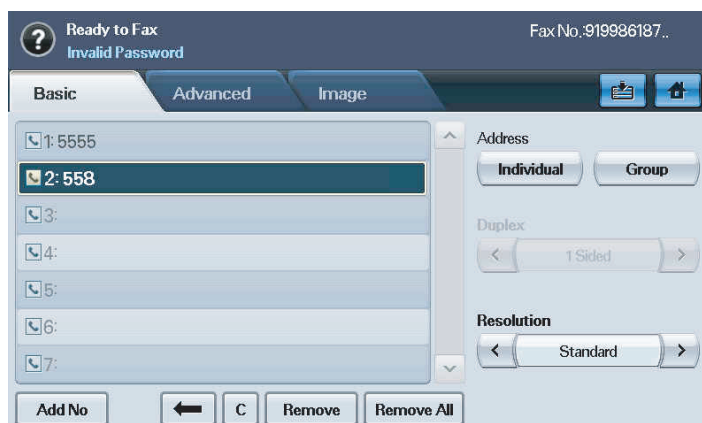 Ready to Fax
Invalid Password
Fax No.:919986187..
Basic
Advanced
Image
1: 5555
2: 558
3:
4:
5:
6:
7:
Address
Individual
Group
Duplex
< 1 Sided >
Resolution
< Standard >
Add No
C
Remove
Remove All